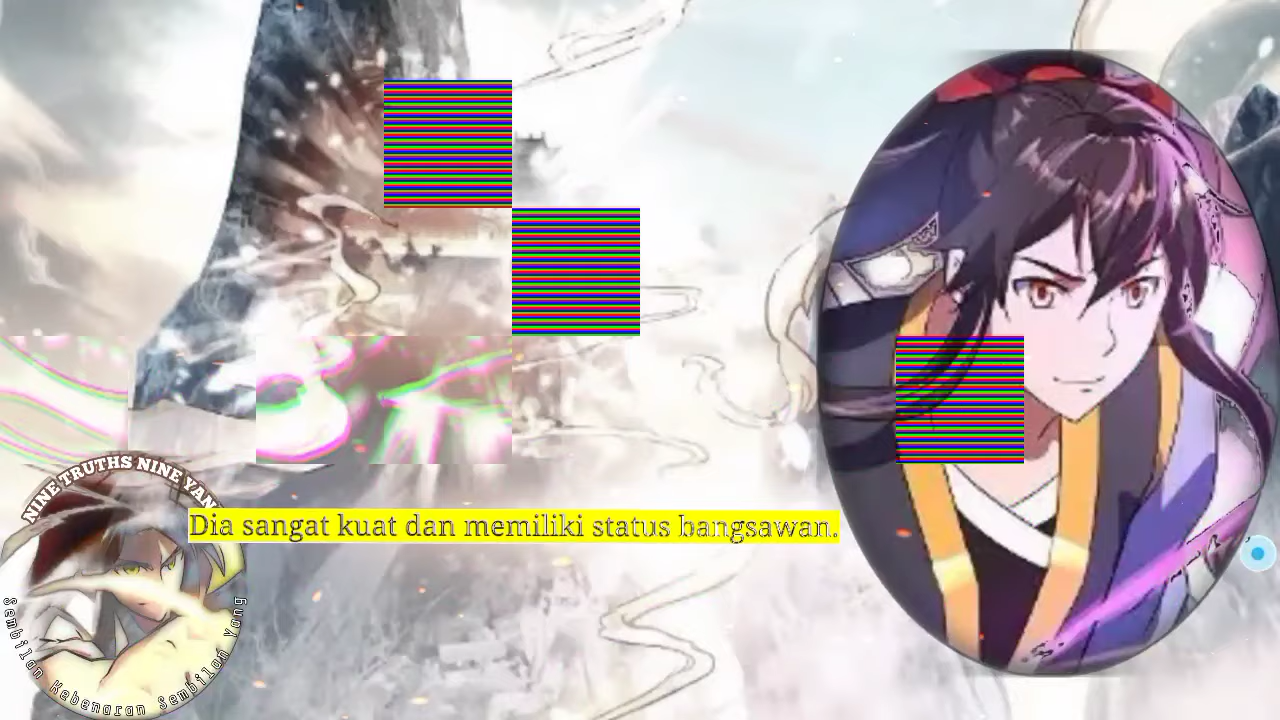 NINE TRUTHS NINE YANG
Dia sangat kuat dan memiliki status bangsawan.
Sembilan Kebenaran Sembilan Yang